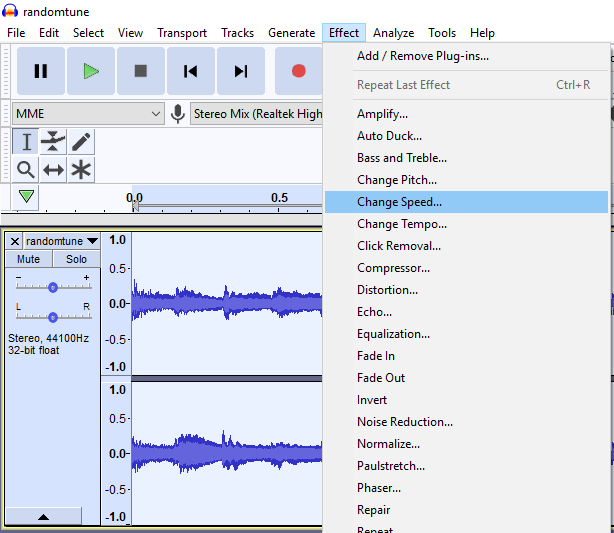 randomtune
File Edit Select View Transport Tracks Generate Effect Analyze Tools Help
Add / Remove Plug-ins...
Repeat Last Effect Ctrl+R
MME
Stereo Mix (Realtek High
Amplify...
Auto Duck...
Bass and Treble...
Change Pitch...
0.0 0.5
Change Speed...
Change Tempo...
Click Removal...
Compressor...
Distortion...
Echo...
Equalization...
Fade In
Fade Out
Invert
Noise Reduction...
Normalize...
Paulstretch...
Phaser...
Repair
Repeat
randomtune
Mute Solo
- +
L R
Stereo, 44100Hz
32-bit float
1.0
0.5-
0.0-
-0.5-
-1.0
1.0
0.5-
0.0-
-0.5-
-1.0